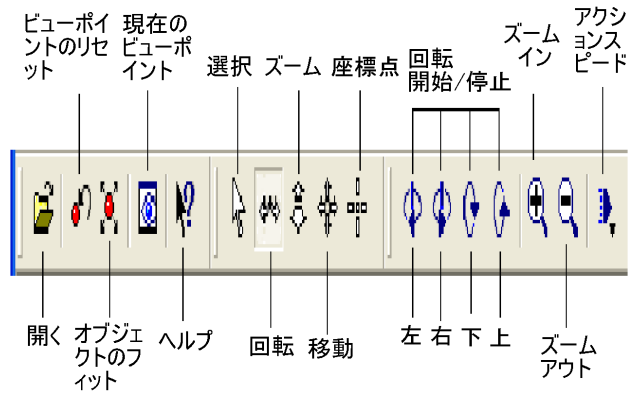 ビューポイ
ントのリセ
ット
現在の
ビューポ
イント
選択
ズーム
座標点
回転
開始/停止
ズーム
イン
アクシ
ョンス
ピード
開く
オブジェ
クトのフ
ィット
ヘルプ
回転
移動
左
右
下
上
ズーム
アウト